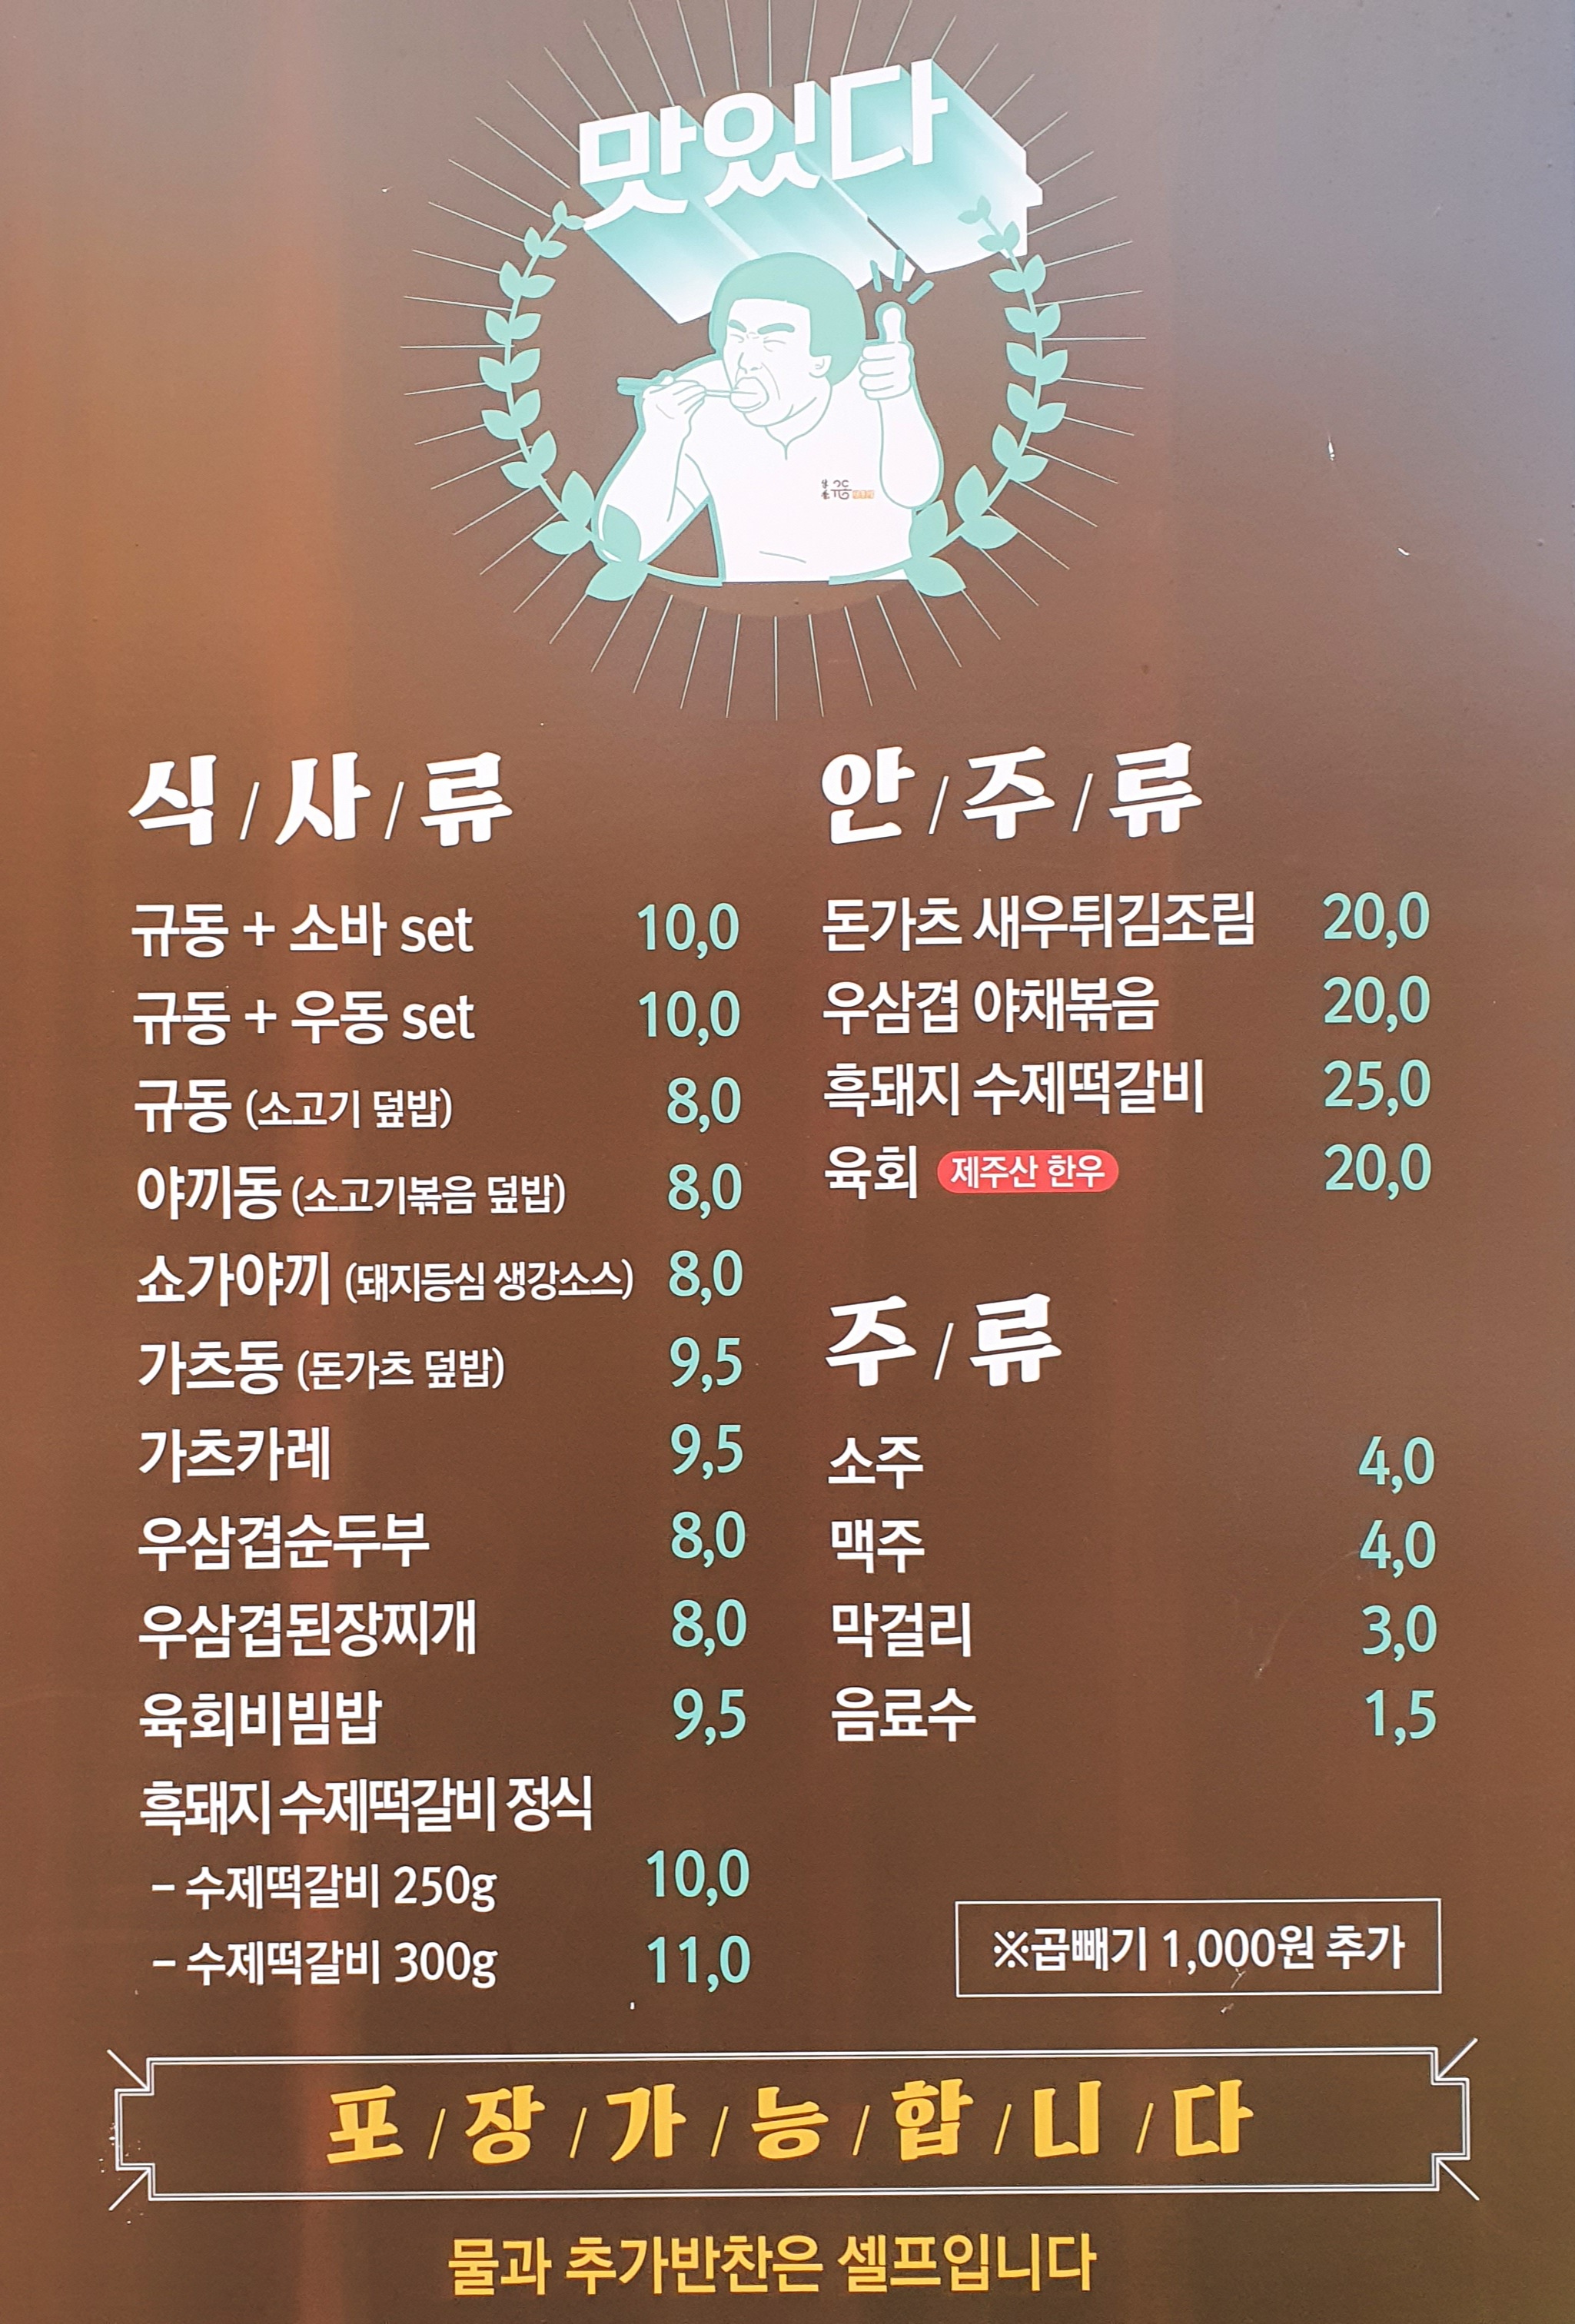 맛있다
식/사/류
규동 + 소바 set 10,0
규동 + 우동 set 10,0
규동 (소고기 덮밥) 8,0
야끼동 (소고기볶음 덮밥) 8,0
쇼가야끼 (돼지등심 생강소스) 8,0
가츠동 (돈가츠 덮밥) 9,5
가츠카레 9,5
우삼겹순두부 8,0
우삼겹된장찌개 8,0
육회비빔밥 9,5
흑돼지 수제떡갈비 정식
– 수제떡갈비 250g 10,0
– 수제떡갈비 300g 11,0
안/주/류
돈가츠 새우튀김조림 20,0
우삼겹 야채볶음 20,0
흑돼지 수제떡갈비 25,0
육회 제주산 한우 20,0
주/류
소주 4,0
맥주 4,0
막걸리 3,0
음료수 1,5
※곱빼기 1,000원 추가
포/장/가/능/합/니/다
물과 추가반찬은 셀프입니다